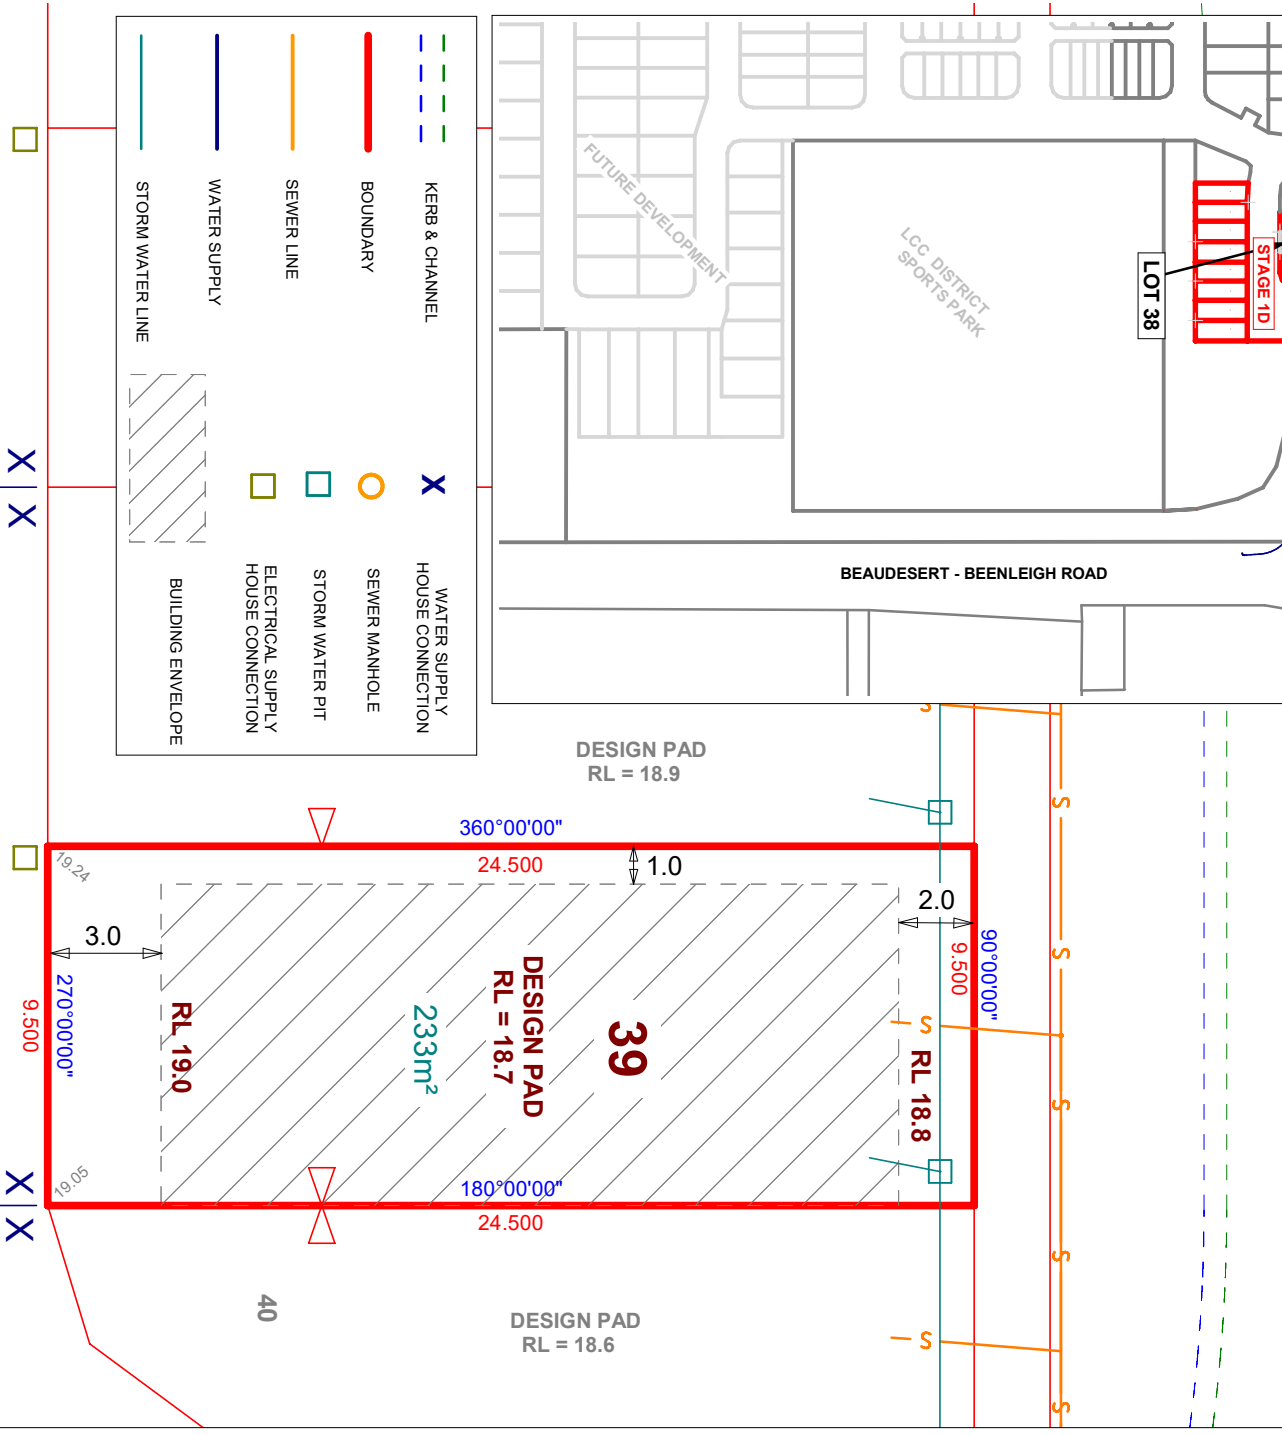 KERB & CHANNEL
BOUNDARY
SEWER LINE
WATER SUPPLY
STORM WATER LINE
X
WATER SUPPLY
HOUSE CONNECTION
SEWER MANHOLE
STORM WATER PIT
ELECTRICAL SUPPLY
HOUSE CONNECTION
BUILDING ENVELOPE
FUTURE DEVELOPMENT
LCC DISTRICT
SPORTS PARK
STAGE 1D
LOT 38
BEAUDESERT - BEENLEIGH ROAD
X
X
S
DESIGN PAD
RL = 18.9
S
360°00'00"
24.500
1.0
19.24
2.0
3.0
90°00'00"
9.500
S
270°00'00"
9.500
RL 19.0
DESIGN PAD
RL = 18.7
233m²
39
S
RL 18.8
S
19.05
180°00'00"
24.500
X
X
S
40
DESIGN PAD
RL = 18.6
S
S